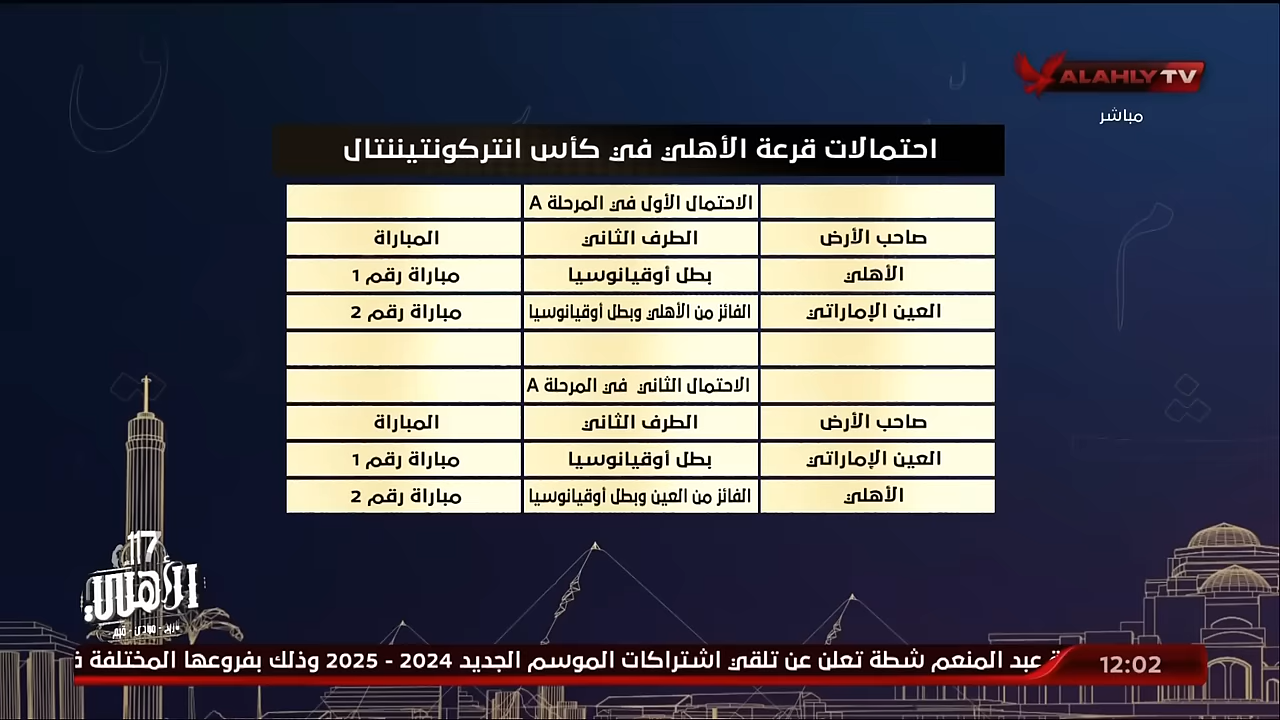 ALAHLY TV
مباشر
احتمالات قرعة الأهلي في كأس انتركونتيننتال
الاحتمال الأول في المرحلة A
صاحب الأرض الطرف الثاني المباراة
الأهلي بطل أوقيانوسيا مباراة رقم 1
العين الإماراتي الفائز من الأهلي وبطل أوقيانوسيا مباراة رقم 2
الاحتمال الثاني في المرحلة A
صاحب الأرض الطرف الثاني المباراة
العين الإماراتي بطل أوقيانوسيا مباراة رقم 1
الأهلي الفائز من العين وبطل أوقيانوسيا مباراة رقم 2
117
الأهلي
مبادئ - قيم
عبد المنعم شطة تعلن عن تلقي اشتراكات الموسم الجديد 2024 - 2025 وذلك بفروعها المختلفة
12:02